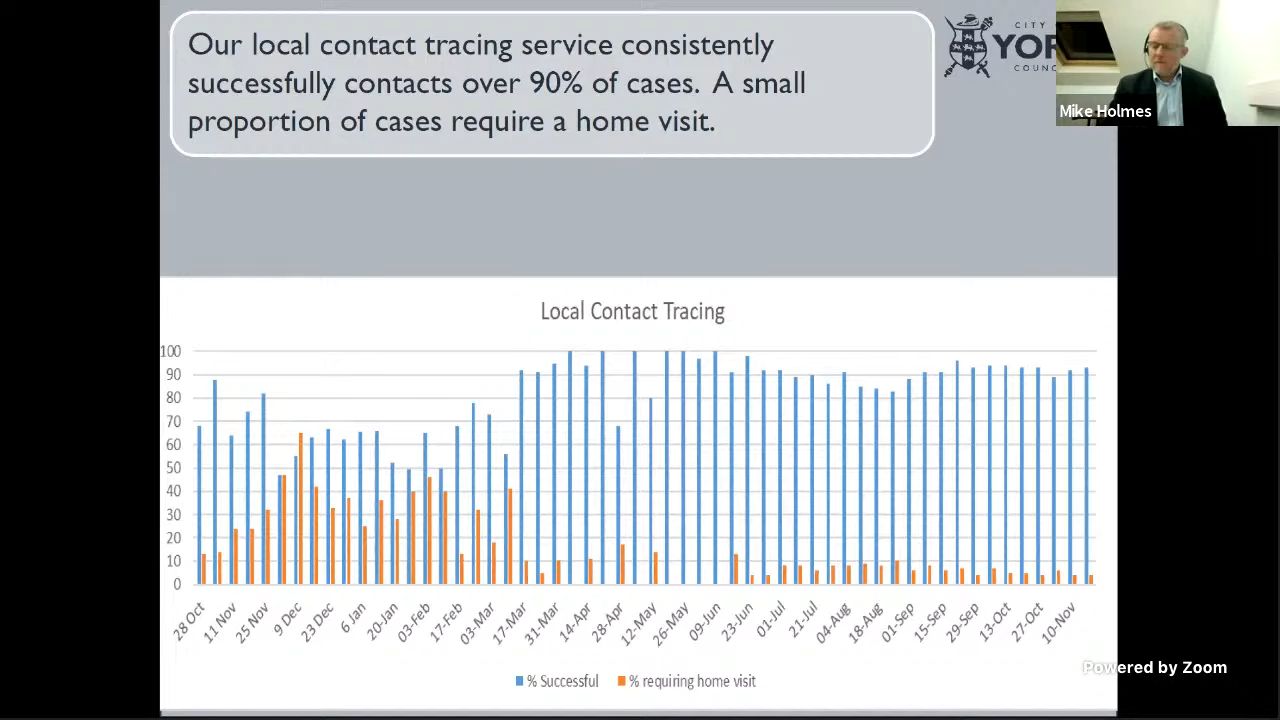 Our local contact tracing service consistently
successfully contacts over 90% of cases. A small
proportion of cases require a home visit.
CITY
YOR
COUNC
Mike Holmes
Local Contact Tracing
100
90
80
70
60
50
40
30
20
10
0
28 Oct
11 Nov
25 Nov
9 Dec
23 Dec
6 Jan
20-Jan
03-Feb
17-Feb
03-Mar
17-Mar
31-Mar
14-Apr
28-Apr
12-May
26-May
09-Jun
23-Jun
01-Jul
21-Jul
04-Aug
18-Aug
01-Sep
15-Sep
29-Sep
13-Oct
27-Oct
10-Nov
% Successful
% requiring home visit
Powered by Zoom